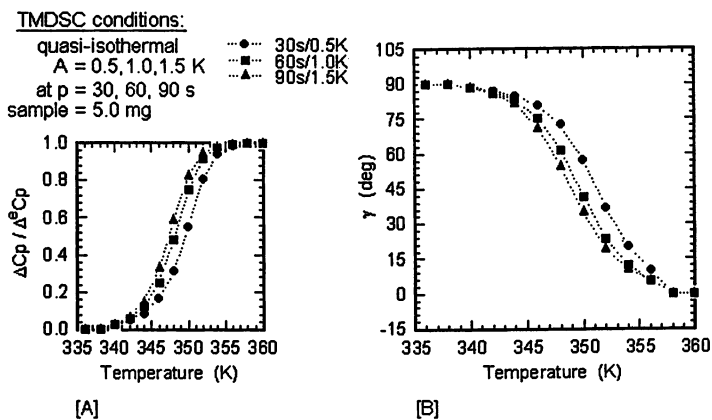 TMDSC conditions:
quasi-isothermal
A = 0.5, 1.0, 1.5 K
at p = 30, 60, 90 s
sample = 5.0 mg
30s/0.5K
60s/1.0K
90s/1.5K
1.0
0.8
0.6
0.4
0.2
0.0
ΔCp / ΔᵉCp
335 340 345 350 355 360
Temperature (K)
[A]
105
90
75
60
45
30
15
0
-15
γ (deg)
335 340 345 350 355 360
Temperature (K)
[B]